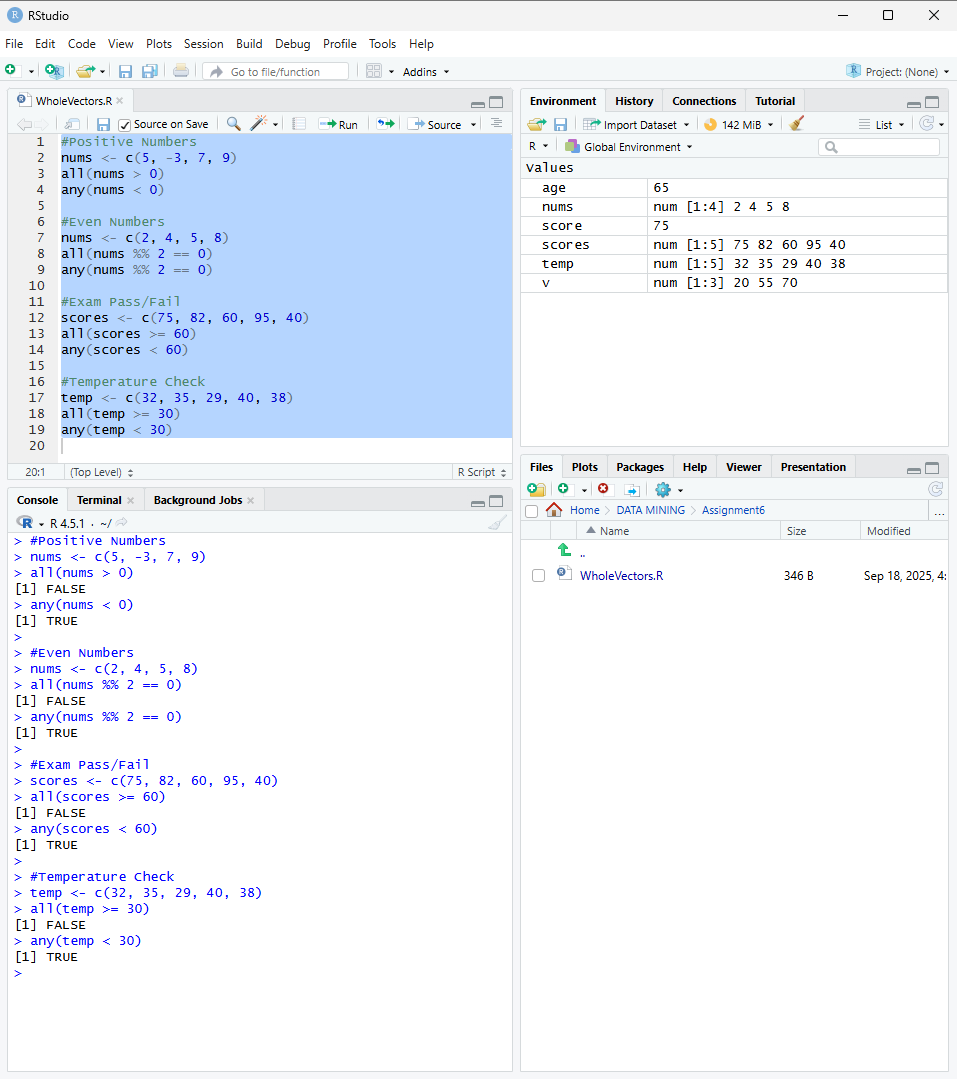 RStudio
File Edit Code View Plots Session Build Debug Profile Tools Help
Go to file/function Addins Project: (None)
WholeVectors.R
Source on Save Run Source
1 #Positive Numbers
2 nums <- c(5, -3, 7, 9)
3 all(nums > 0)
4 any(nums < 0)
5
6 #Even Numbers
7 nums <- c(2, 4, 5, 8)
8 all(nums %% 2 == 0)
9 any(nums %% 2 == 0)
10
11 #Exam Pass/Fail
12 scores <- c(75, 82, 60, 95, 40)
13 all(scores >= 60)
14 any(scores < 60)
15
16 #Temperature Check
17 temp <- c(32, 35, 29, 40, 38)
18 all(temp >= 30)
19 any(temp < 30)
20
20:1 (Top Level) R Script
Console Terminal Background Jobs
R 4.5.1 · ~/
> #Positive Numbers
> nums <- c(5, -3, 7, 9)
> all(nums > 0)
[1] FALSE
> any(nums < 0)
[1] TRUE
>
> #Even Numbers
> nums <- c(2, 4, 5, 8)
> all(nums %% 2 == 0)
[1] FALSE
> any(nums %% 2 == 0)
[1] TRUE
>
> #Exam Pass/Fail
> scores <- c(75, 82, 60, 95, 40)
> all(scores >= 60)
[1] FALSE
> any(scores < 60)
[1] TRUE
>
> #Temperature Check
> temp <- c(32, 35, 29, 40, 38)
> all(temp >= 30)
[1] FALSE
> any(temp < 30)
[1] TRUE
>
Environment History Connections Tutorial
Import Dataset 142 MiB List
R Global Environment
Values
age 65
nums num [1:4] 2 4 5 8
score 75
scores num [1:5] 75 82 60 95 40
temp num [1:5] 32 35 29 40 38
v num [1:3] 20 55 70
Files Plots Packages Help Viewer Presentation
Home DATA MINING Assignment6 ...
Name Size Modified
..
WholeVectors.R 346 B Sep 18, 2025, 4: